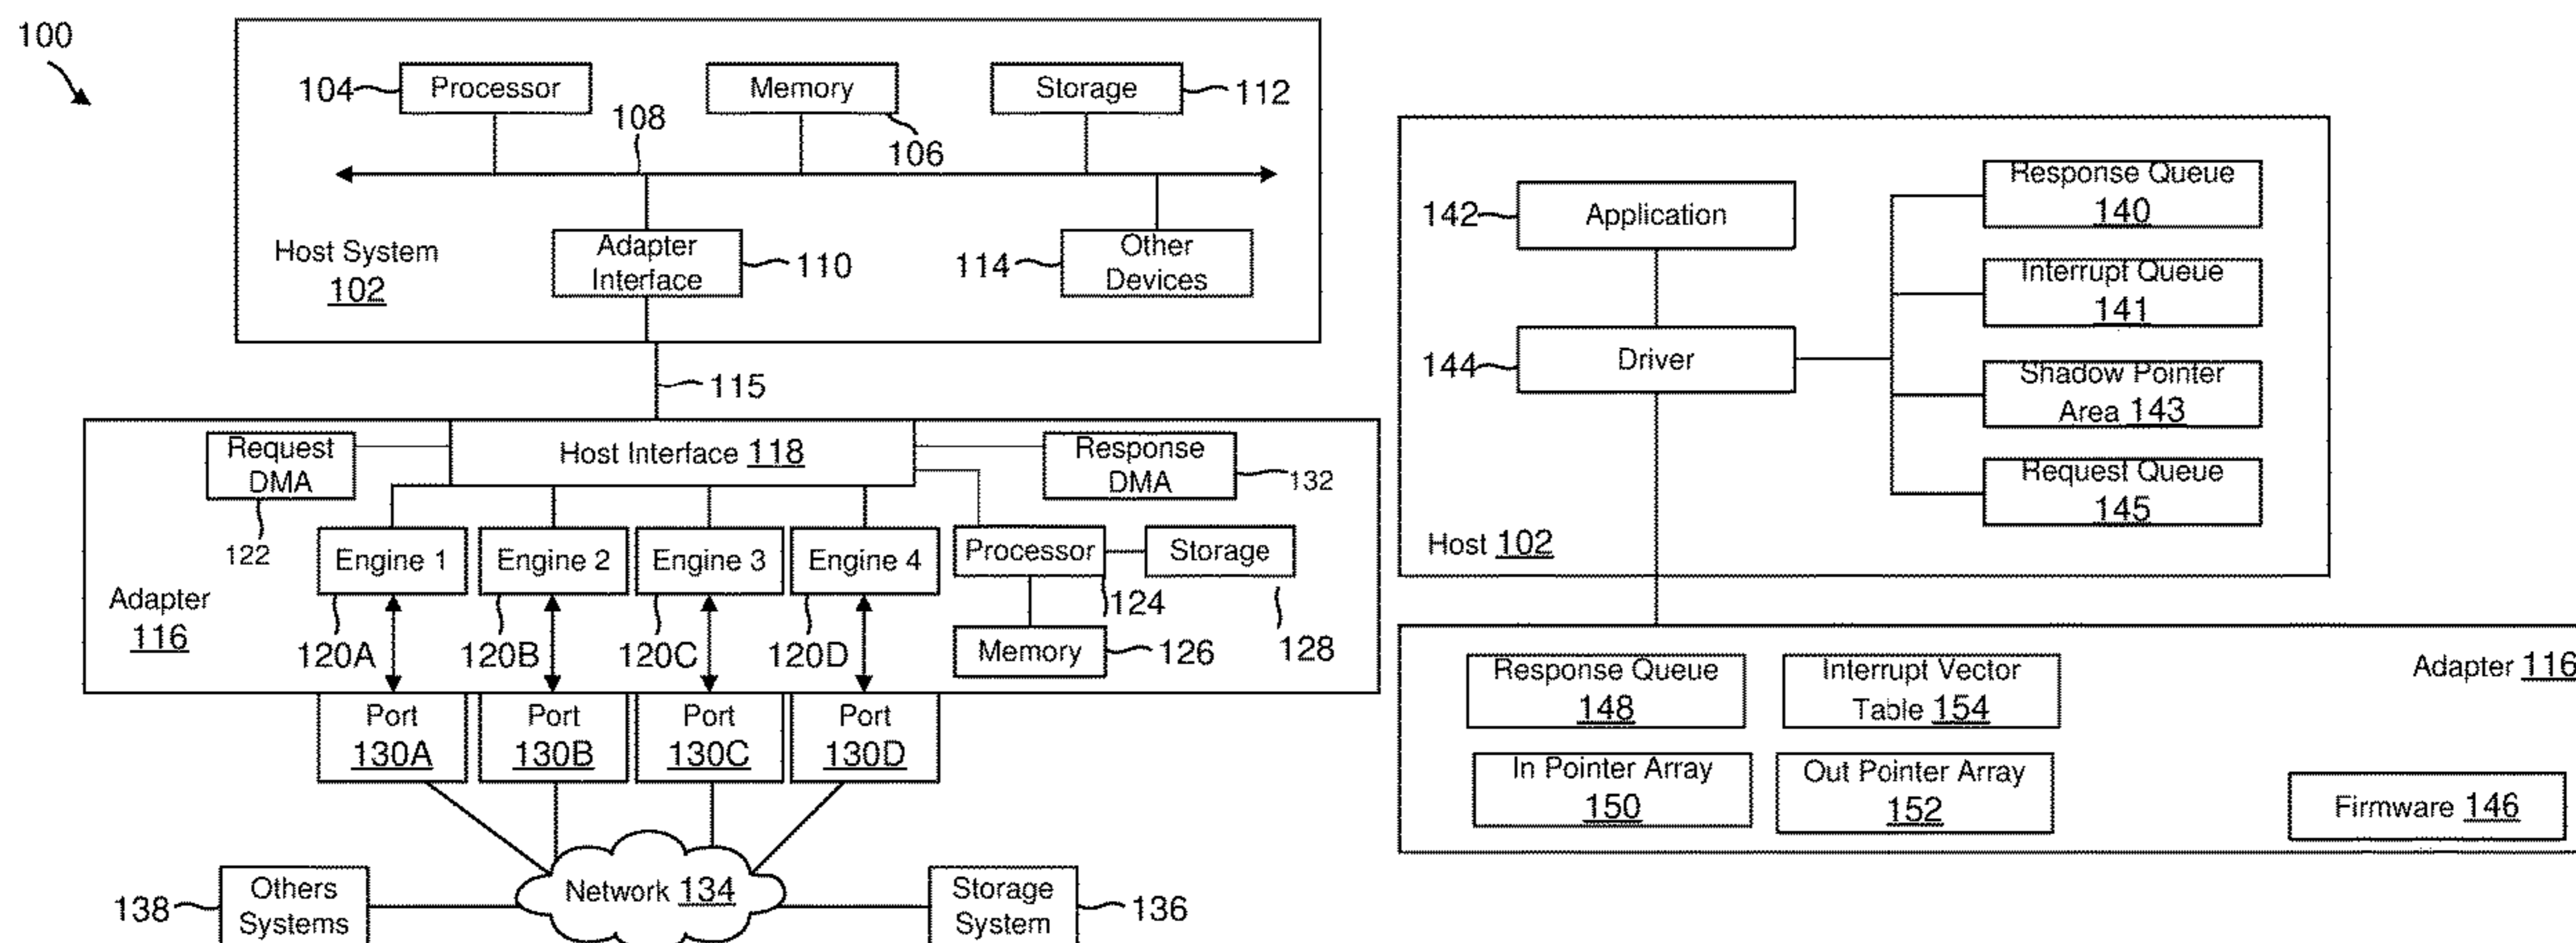 100
104 Processor
Memory
106
Storage 112
108
Host System
102
Adapter
Interface 110
114 Other
Devices
115
Adapter
116
Request
DMA
122
Host Interface 118
Response
DMA 132
Engine 1
120A
Engine 2
120B
Engine 3
120C
Engine 4
120D
Processor
124
Storage
128
Memory 126
Port
130A
Port
130B
Port
130C
Port
130D
Network 134
138 Others
Systems
Storage
System 136
142 Application
144 Driver
Response Queue
140
Interrupt Queue
141
Shadow Pointer
Area 143
Request Queue
145
Host 102
Response Queue
148
Interrupt Vector
Table 154
Adapter 116
In Pointer Array
150
Out Pointer Array
152
Firmware 146